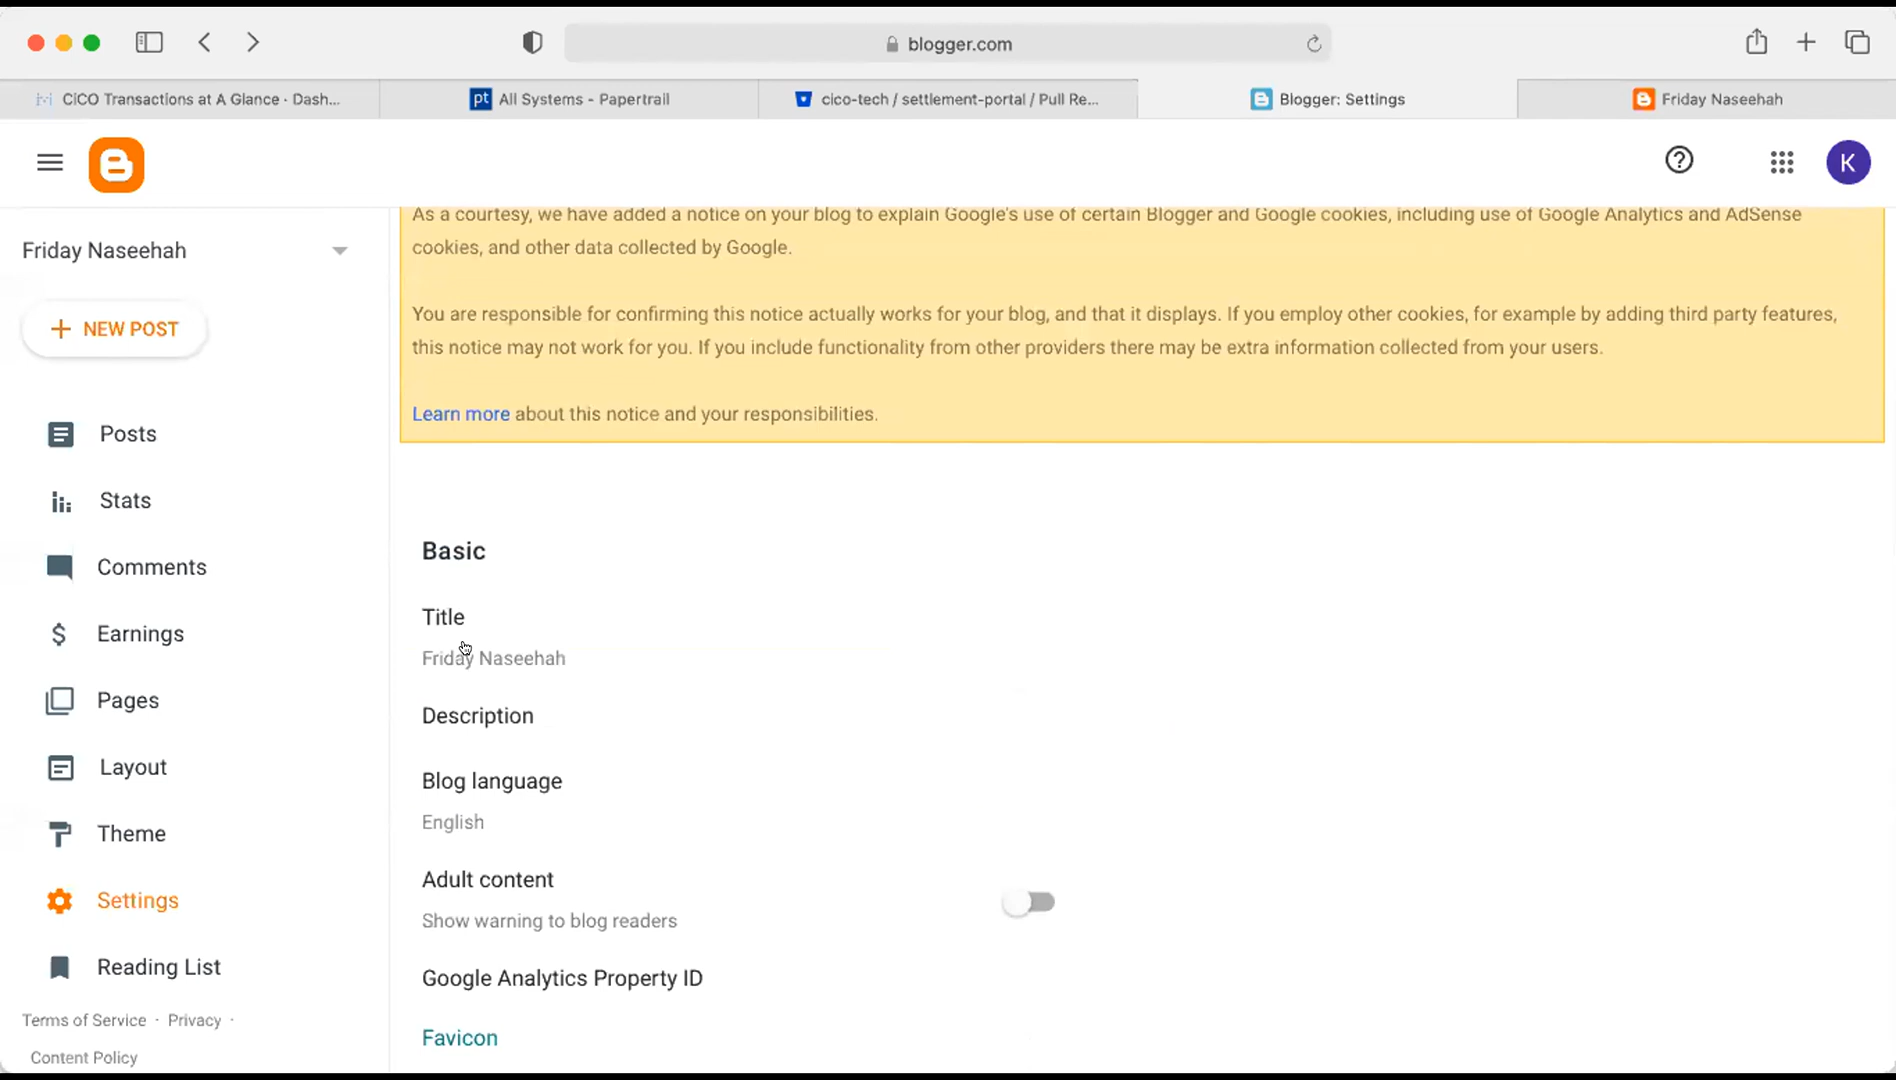 blogger.com
CiCO Transactions at A Glance · Dash...
pt All Systems - Papertrail
cico-tech / settlement-portal / Pull Re...
Blogger: Settings
Friday Naseehah
K
As a courtesy, we have added a notice on your blog to explain Google's use of certain Blogger and Google cookies, including use of Google Analytics and AdSense
cookies, and other data collected by Google.
You are responsible for confirming this notice actually works for your blog, and that it displays. If you employ other cookies, for example by adding third party features,
this notice may not work for you. If you include functionality from other providers there may be extra information collected from your users.
Learn more about this notice and your responsibilities.
Friday Naseehah
+ NEW POST
Posts
Stats
Comments
Earnings
Pages
Layout
Theme
Settings
Reading List
Terms of Service · Privacy ·
Content Policy
Basic
Title
Friday Naseehah
Description
Blog language
English
Adult content
Show warning to blog readers
Google Analytics Property ID
Favicon